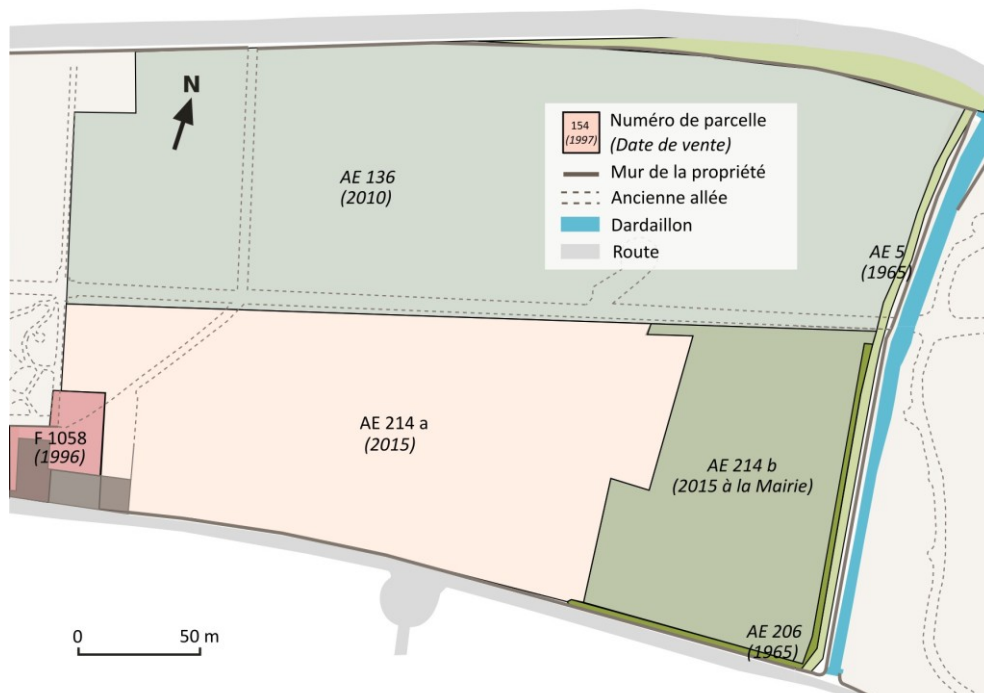 N
154
(1997)
Numéro de parcelle
(Date de vente)
Mur de la propriété
Ancienne allée
Dardaillon
Route
AE 136
(2010)
AE 5
(1965)
F 1058
(1996)
AE 214 a
(2015)
AE 214 b
(2015 à la Mairie)
AE 206
(1965)
0 50 m